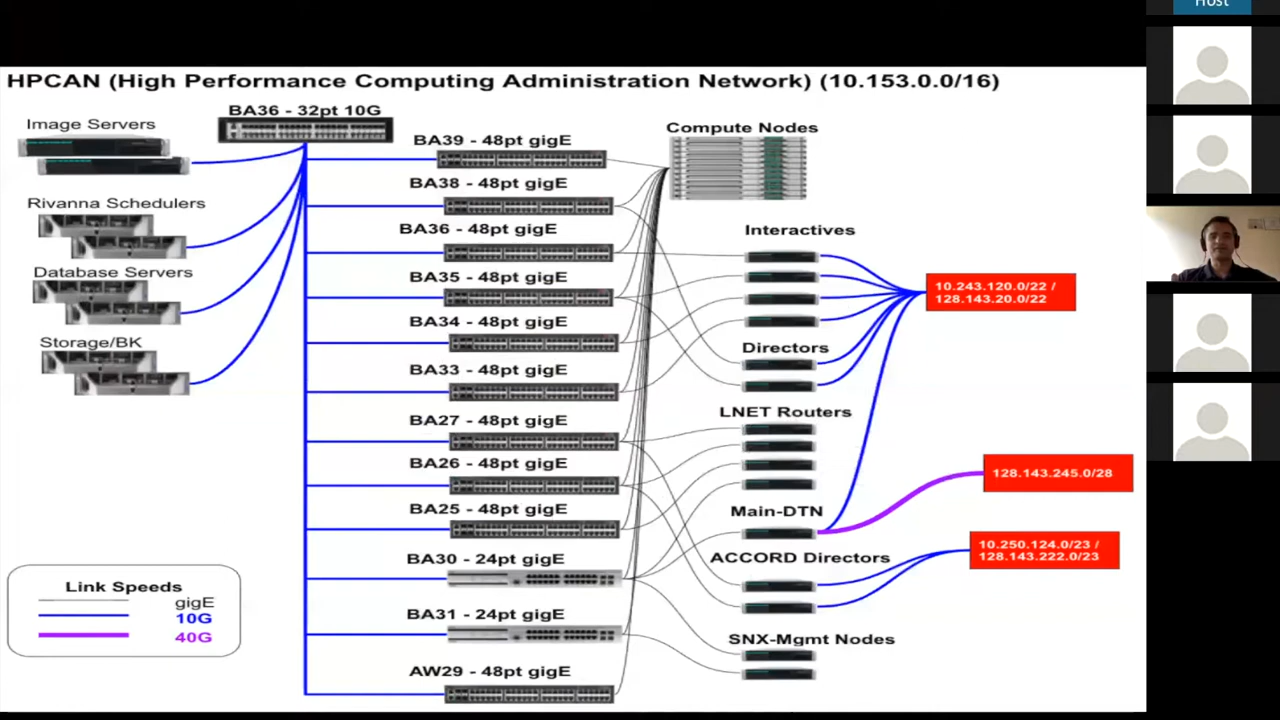 Host
HPCAN (High Performance Computing Administration Network) (10.153.0.0/16)
BA36 - 32pt 10G
Image Servers
Rivanna Schedulers
Database Servers
Storage/BK
BA39 - 48pt gigE
BA38 - 48pt gigE
BA36 - 48pt gigE
BA35 - 48pt gigE
BA34 - 48pt gigE
BA33 - 48pt gigE
BA27 - 48pt gigE
BA26 - 48pt gigE
BA25 - 48pt gigE
BA30 - 24pt gigE
BA31 - 24pt gigE
AW29 - 48pt gigE
Compute Nodes
Interactives
Directors
LNET Routers
Main-DTN
ACCORD Directors
SNX-Mgmt Nodes
10.243.120.0/22 /
128.143.20.0/22
128.143.245.0/28
10.250.124.0/23 /
128.143.222.0/23
Link Speeds
gigE
10G
40G